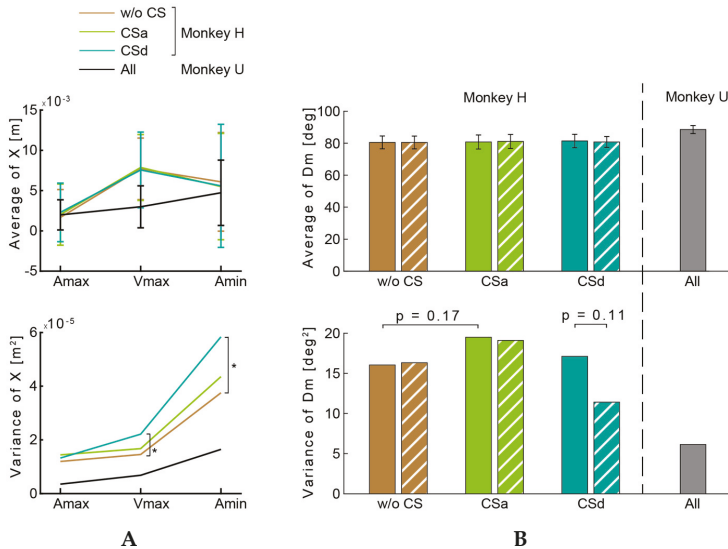 w/o CS
CSa
CSd
All
Monkey H
Monkey U
×10⁻³
15
10
5
0
-5
Average of X [m]
Amax Vmax Amin
×10⁻⁵
6
4
2
0
Variance of X [m²]
Amax Vmax Amin
*
*
A
Monkey H Monkey U
100
80
60
40
20
0
Average of Dm [deg]
w/o CS CSa CSd All
p = 0.17 p = 0.11
20
15
10
5
0
Variance of Dm [deg²]
w/o CS CSa CSd All
B